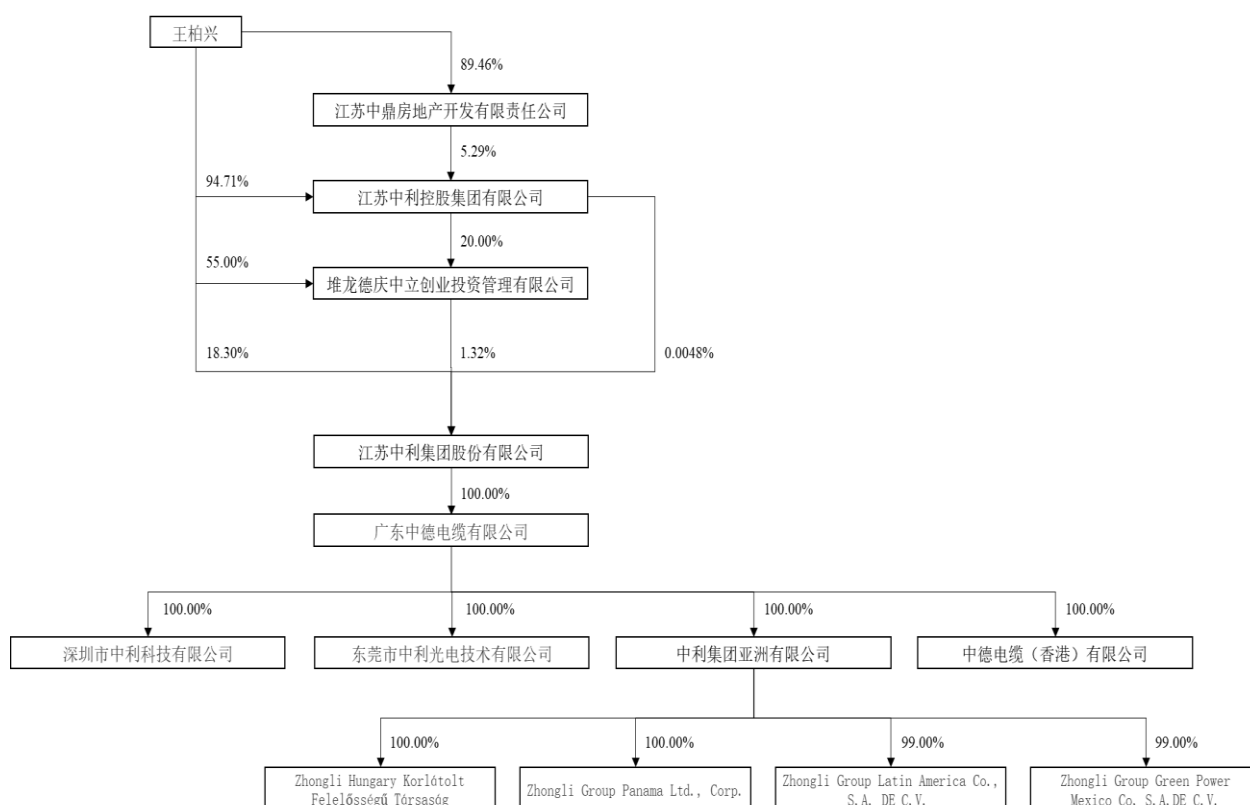 王柏兴
89.46%
江苏中鼎房地产开发有限责任公司
5.29%
94.71%
江苏中利控股集团有限公司
20.00%
55.00%
堆龙德庆中立创业投资管理有限公司
18.30%
1.32%
0.0048%
江苏中利集团股份有限公司
100.00%
广东中德电缆有限公司
100.00%
100.00%
100.00%
100.00%
深圳市中利科技有限公司
东莞市中利光电技术有限公司
中利集团亚洲有限公司
中德电缆（香港）有限公司
100.00%
100.00%
99.00%
99.00%
Zhongli Hungary Korlátolt
Felelősségű Társaság
Zhongli Group Panama Ltd., Corp.
Zhongli Group Latin America Co.,
S.A. DE C.V.
Zhongli Group Green Power
Mexico Co. S.A.DE C.V.